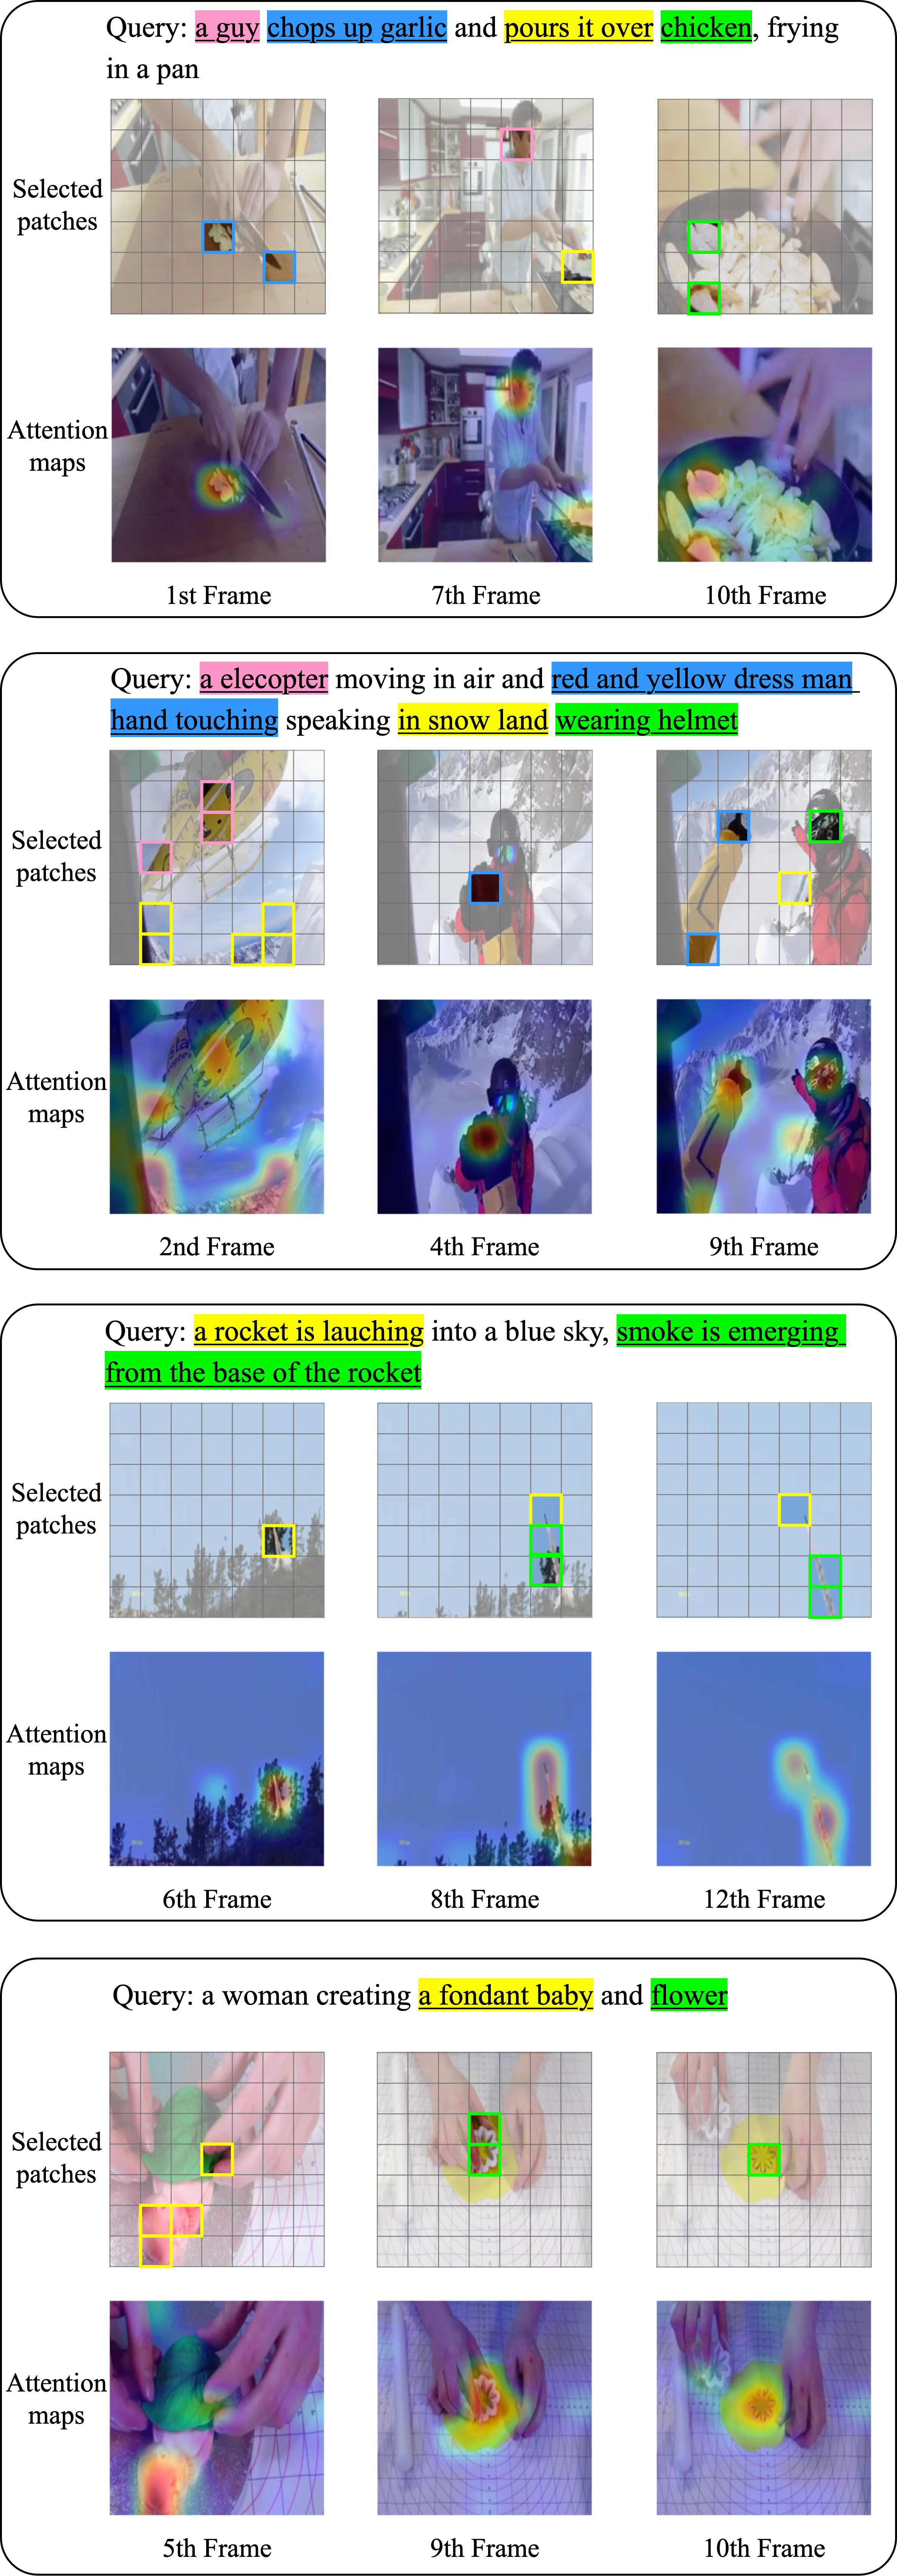 Query: a guy chops up garlic and pours it over chicken, frying
in a pan
Selected
patches
Attention
maps
1st Frame
7th Frame
10th Frame
Query: a elecopter moving in air and red and yellow dress man
hand touching speaking in snow land wearing helmet
Selected
patches
Attention
maps
2nd Frame
4th Frame
9th Frame
Query: a rocket is lauching into a blue sky, smoke is emerging
from the base of the rocket
Selected
patches
Attention
maps
6th Frame
8th Frame
12th Frame
Query: a woman creating a fondant baby and flower
Selected
patches
Attention
maps
5th Frame
9th Frame
10th Frame